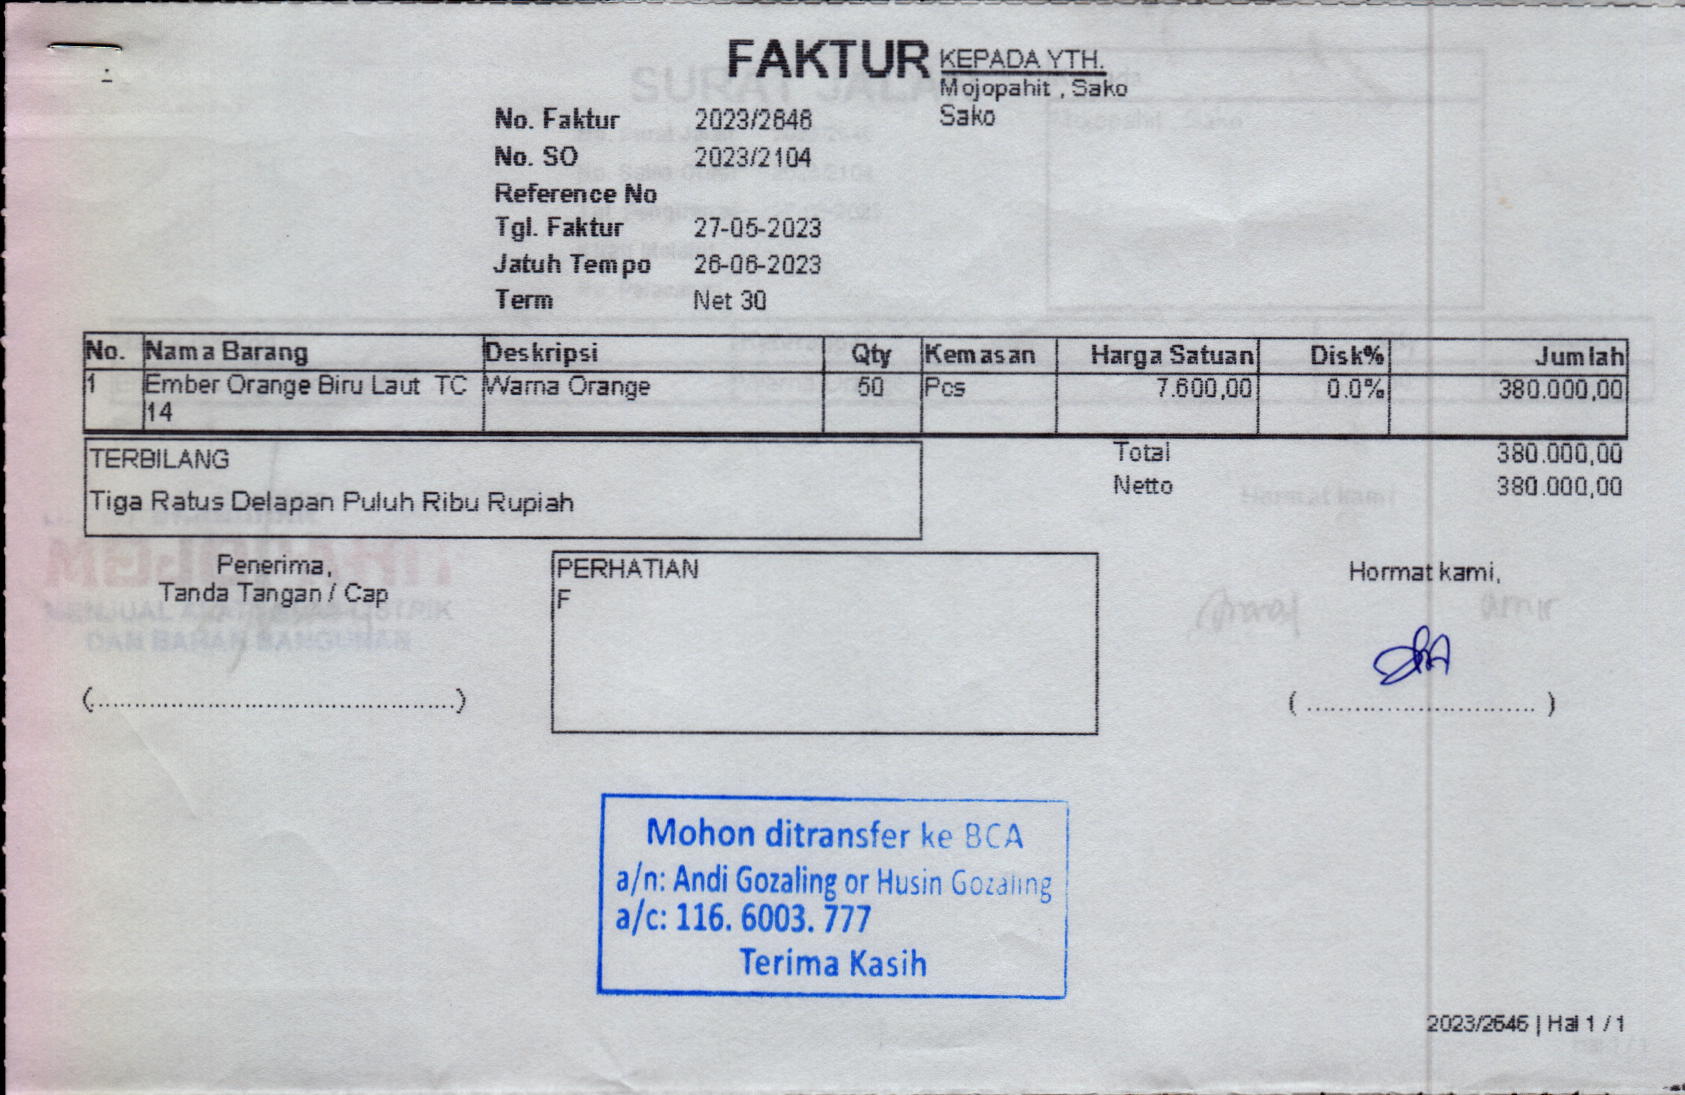 FAKTUR
KEPADA YTH.
Mojopahit , Sako
Sako
No. Faktur 2023/2646
No. SO 2023/2104
Reference No
Tgl. Faktur 27-05-2023
Jatuh Tempo 26-06-2023
Term Net 30
No. Nama Barang Deskripsi Qty Kemasan Harga Satuan Disk% Jumlah
1 Ember Orange Biru Laut TC Warna Orange 50 Pcs 7.600,00 0.0% 380.000,00
14
TERBILANG
Tiga Ratus Delapan Puluh Ribu Rupiah
Total 380.000,00
Netto 380.000,00
Penerima,
Tanda Tangan / Cap
(..............................................)
PERHATIAN
F
Hormat kami,
( ............................. )
Mohon ditransfer ke BCA
a/n: Andi Gozaling or Husin Gozaling
a/c: 116. 6003. 777
Terima Kasih
2023/2646 | Hal 1 / 1